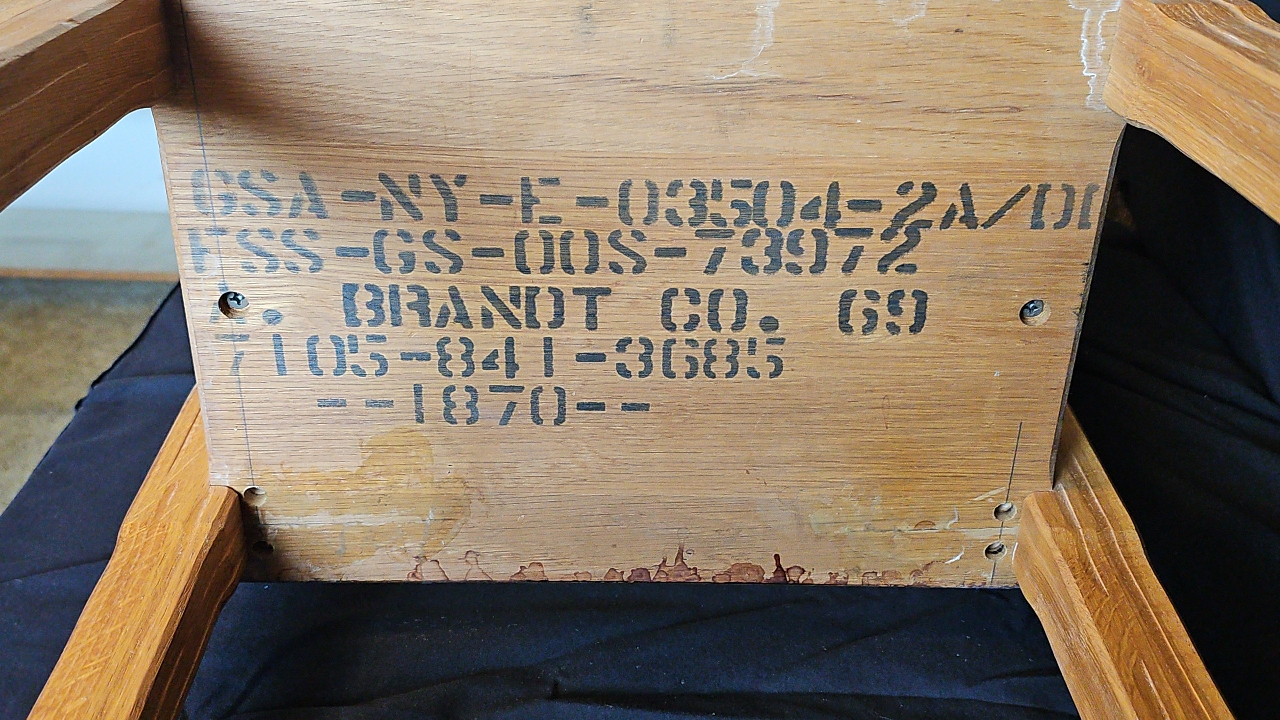 GSA-NY-E-03504-2A/DI
FSS-GS-00S-73972
A. BRANDT CO. 69
7105-841-3685
--1870--